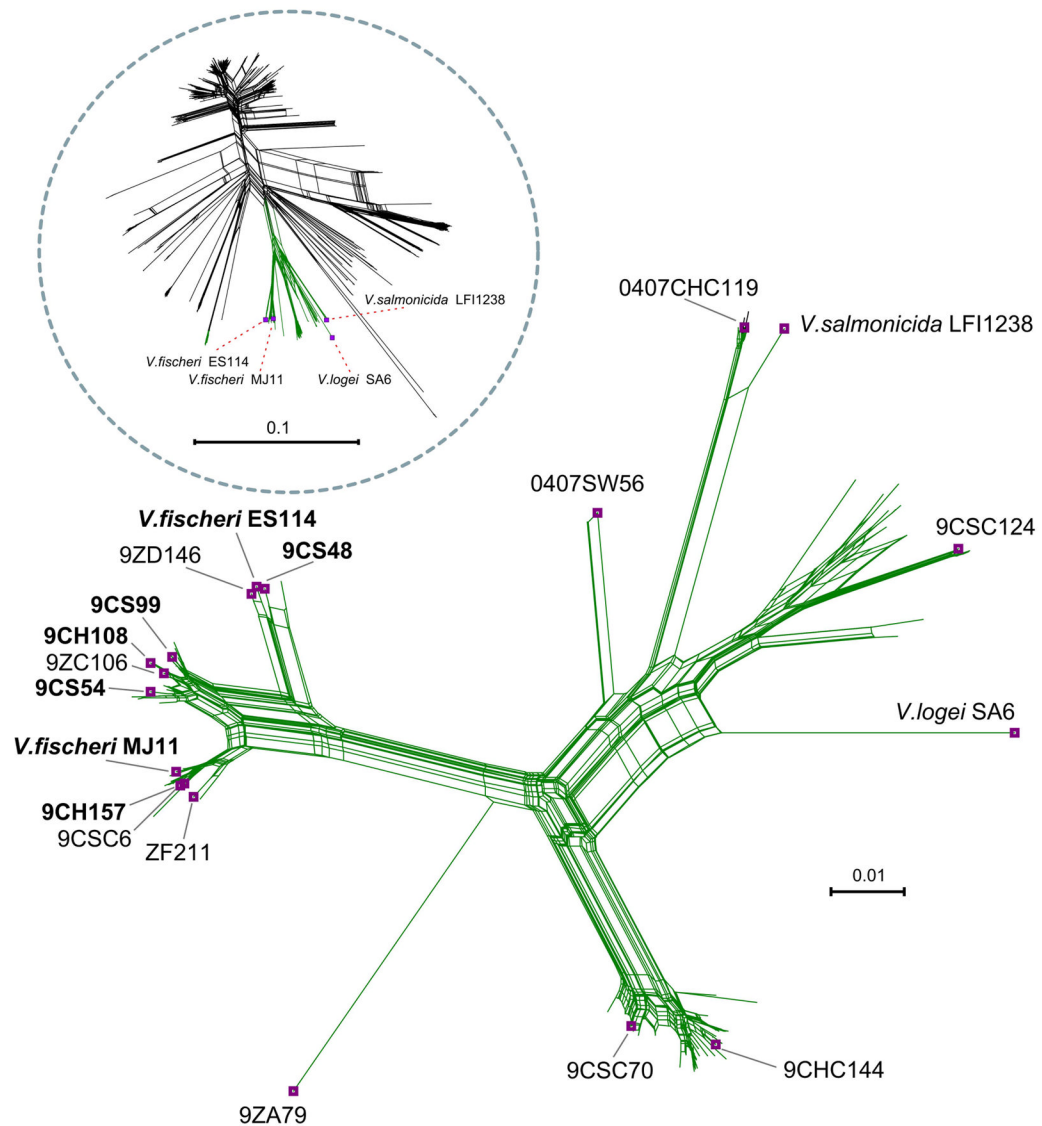 V.salmonicida LFI1238
V.fischeri ES114
V.fischeri MJ11
V.logei SA6
0.1
0407CHC119
V.salmonicida LFI1238
0407SW56
V.fischeri ES114
9ZD146
9CS48
9CSC124
9CS99
9CH108
9ZC106
9CS54
V.logei SA6
V.fischeri MJ11
9CH157
9CSC6
ZF211
0.01
9CSC70
9CHC144
9ZA79